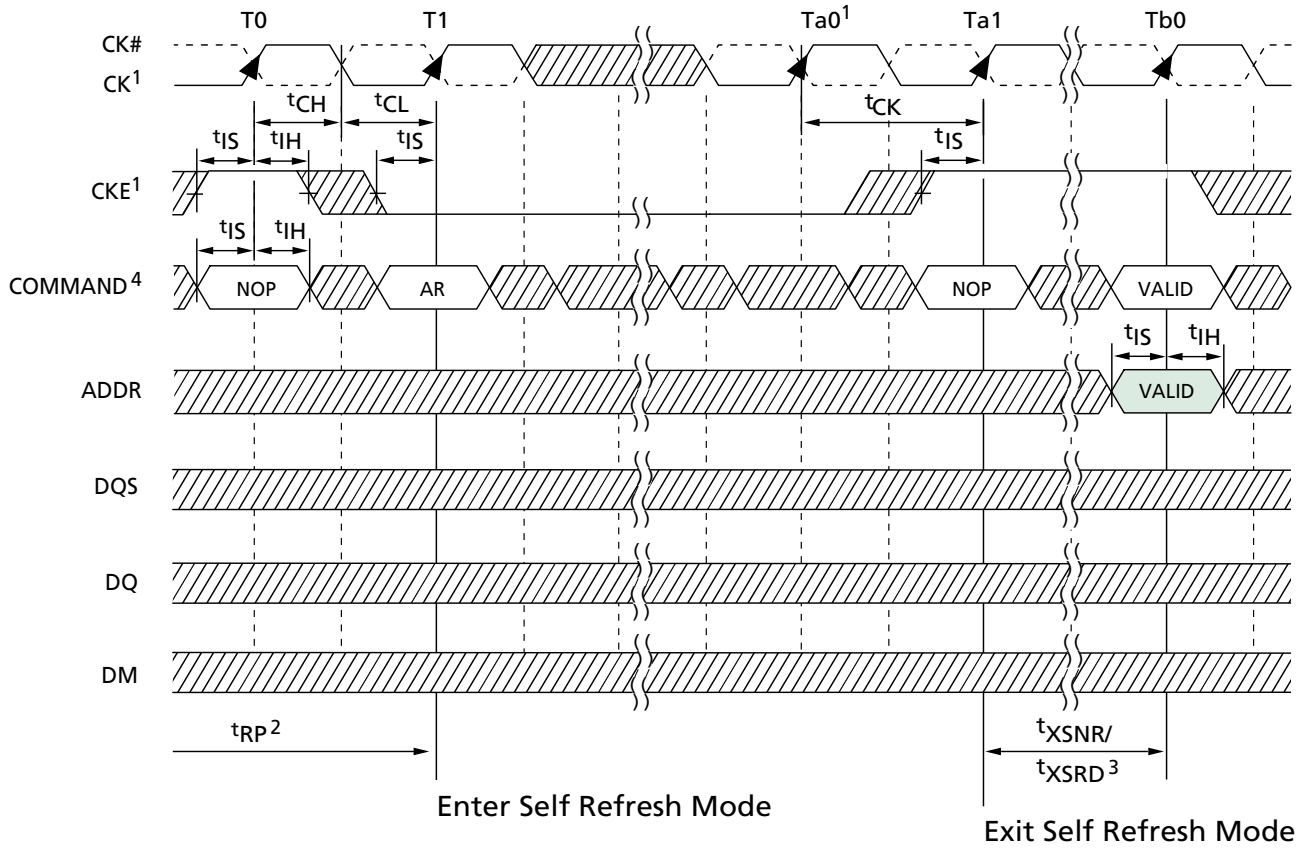 T0 T1 Ta0¹ Ta1 Tb0
CK#
CK¹
tCH tCL tCK
tIS tIH tIS tIS
CKE¹
tIS tIH
COMMAND⁴ NOP AR NOP VALID
tIS tIH
ADDR VALID
DQS
DQ
DM
tRP² tXSNR/
tXSRD³
Enter Self Refresh Mode
Exit Self Refresh Mode